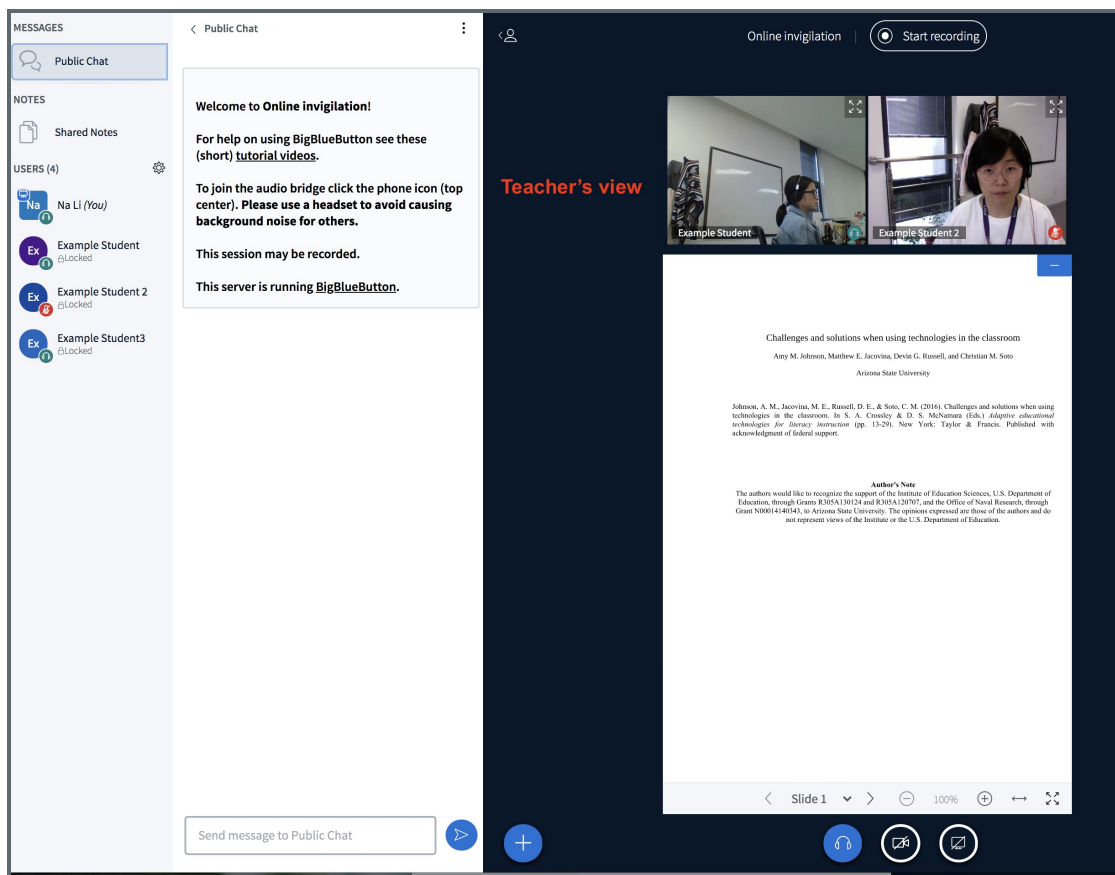 MESSAGES
Public Chat
NOTES
Shared Notes
USERS (4)
Na
Na Li (You)
Ex
Example Student
Locked
Ex
Example Student 2
Locked
Ex
Example Student3
Locked
Public Chat
Welcome to Online invigilation!
For help on using BigBlueButton see these
(short) tutorial videos.
To join the audio bridge click the phone icon (top
center). Please use a headset to avoid causing
background noise for others.
This session may be recorded.
This server is running BigBlueButton.
Send message to Public Chat
Online invigilation
Start recording
Teacher's view
Example Student
Example Student 2
Challenges and solutions when using technologies in the classroom
Amy M. Johnson, Matthew E. Jacovina, Devin G. Russell, and Christian M. Soto
Arizona State University
Johnson, A. M., Jacovina, M. E., Russell, D. E., & Soto, C. M. (2016). Challenges and solutions when using
technologies in the classroom. In S. A. Crossley & D. S. McNamara (Eds.) Adaptive educational
technologies for literacy instruction (pp. 13-29). New York: Taylor & Francis. Published with
acknowledgment of federal support.
Author's Note
The authors would like to recognize the support of the Institute of Education Sciences, U.S. Department of
Education, through Grants R305A130124 and R305A120707, and the Office of Naval Research, through
Grant N00014140343, to Arizona State University. The opinions expressed are those of the authors and do
not represent views of the Institute or the U.S. Department of Education.
Slide 1
100%